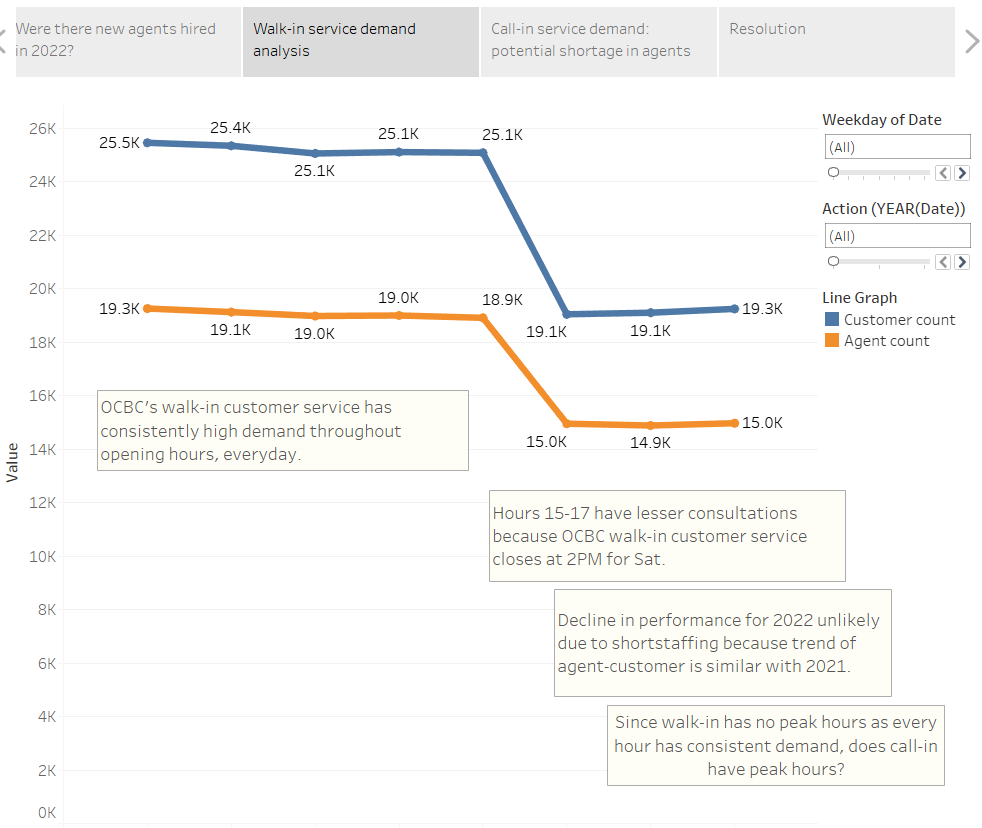 Were there new agents hired
in 2022?
Walk-in service demand
analysis
Call-in service demand:
potential shortage in agents
Resolution
26K
24K
22K
20K
18K
16K
14K
12K
10K
8K
6K
4K
2K
0K
Value
25.5K
25.4K
25.1K
25.1K
25.1K
19.1K
19.1K
19.3K
19.3K
19.1K
19.0K
19.0K
18.9K
15.0K
14.9K
15.0K
OCBC's walk-in customer service has
consistently high demand throughout
opening hours, everyday.
Hours 15-17 have lesser consultations
because OCBC walk-in customer service
closes at 2PM for Sat.
Decline in performance for 2022 unlikely
due to shortstaffing because trend of
agent-customer is similar with 2021.
Since walk-in has no peak hours as every
hour has consistent demand, does call-in
have peak hours?
Weekday of Date
(All)
Action (YEAR(Date))
(All)
Line Graph
Customer count
Agent count